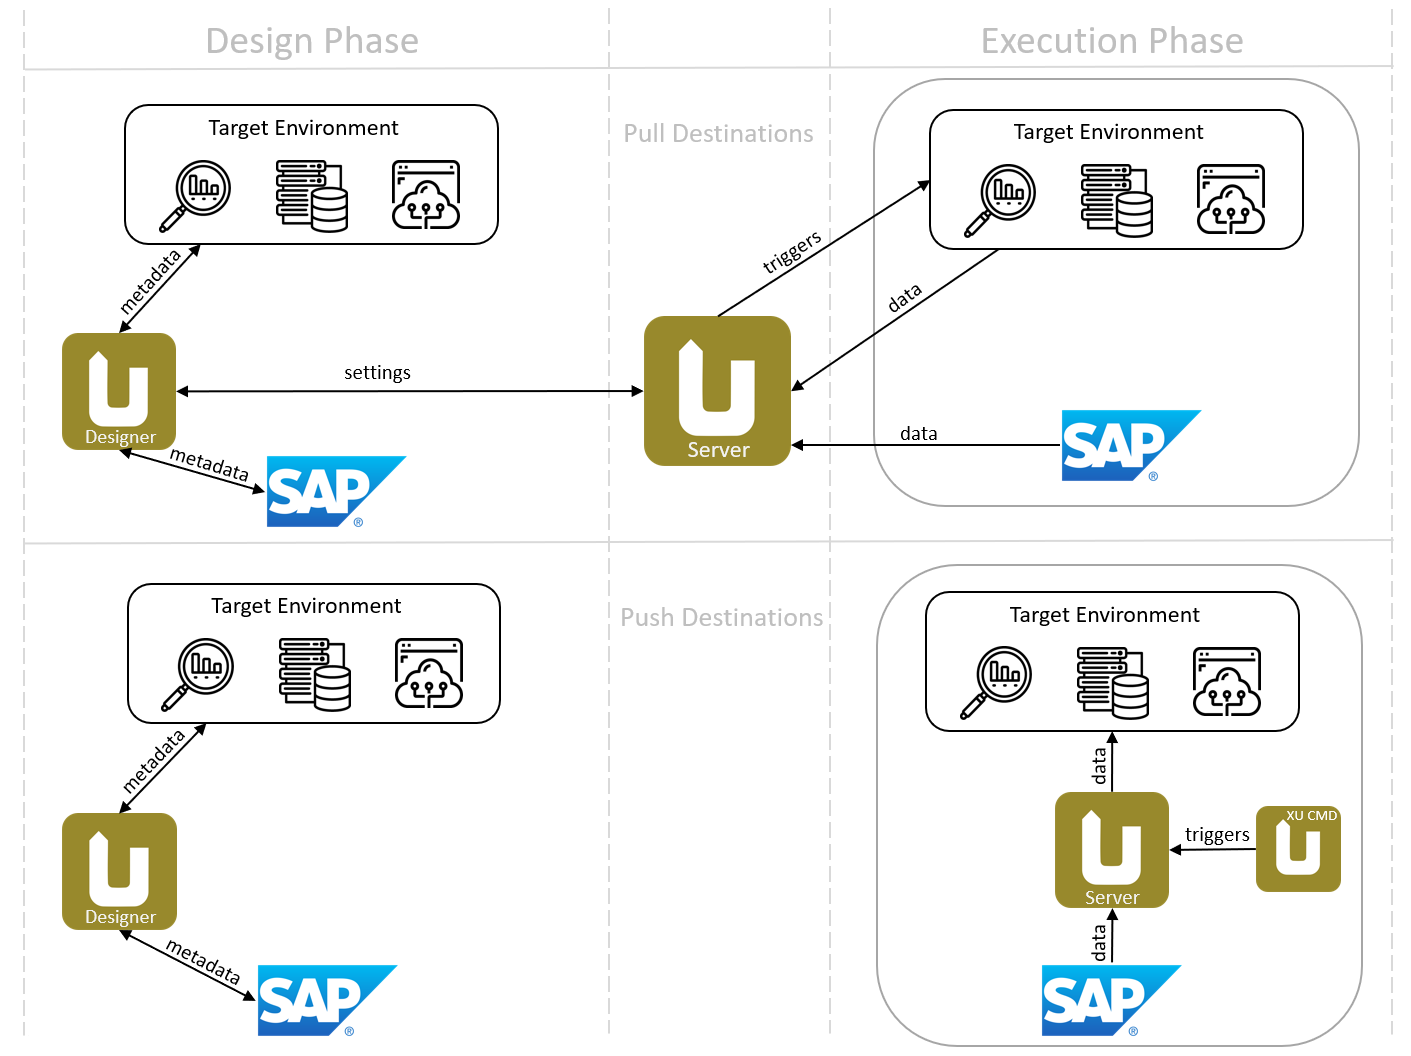 Design Phase
Execution Phase
Pull Destinations
Target Environment
metadata
Designer
metadata
SAP
®
settings
Server
triggers
data
data
Target Environment
SAP
®
Push Destinations
Target Environment
metadata
Designer
metadata
SAP
®
Target Environment
data
Server
triggers
XU CMD
data
SAP
®